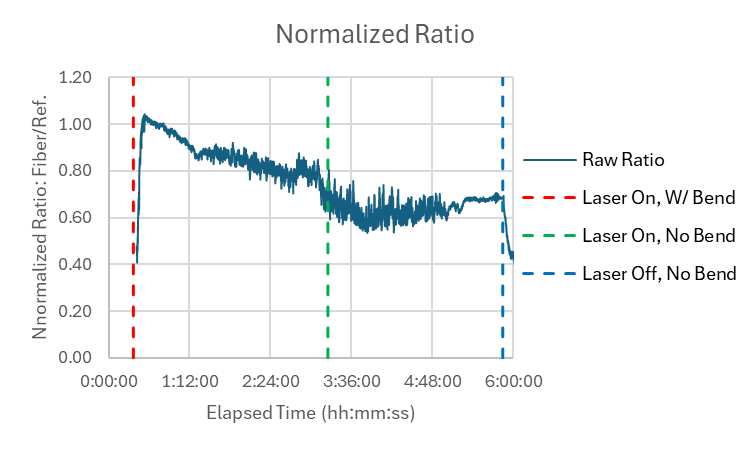 Normalized Ratio
1.20
1.00
0.80
0.60
0.40
0.20
0.00
Nnormalized Ratio: Fiber/Ref.
0:00:00 1:12:00 2:24:00 3:36:00 4:48:00 6:00:00
Elapsed Time (hh:mm:ss)
Raw Ratio
Laser On, W/ Bend
Laser On, No Bend
Laser Off, No Bend